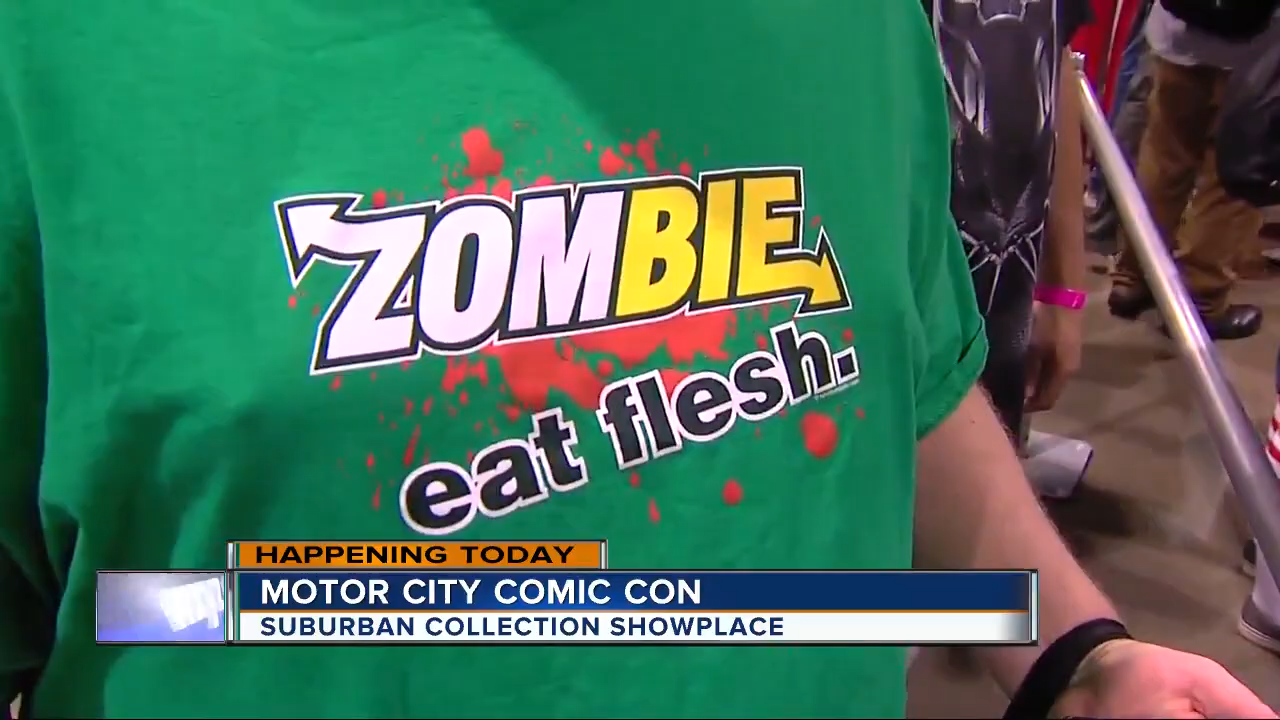 ZOMBIE
eat flesh.
HAPPENING TODAY
MOTOR CITY COMIC CON
SUBURBAN COLLECTION SHOWPLACE